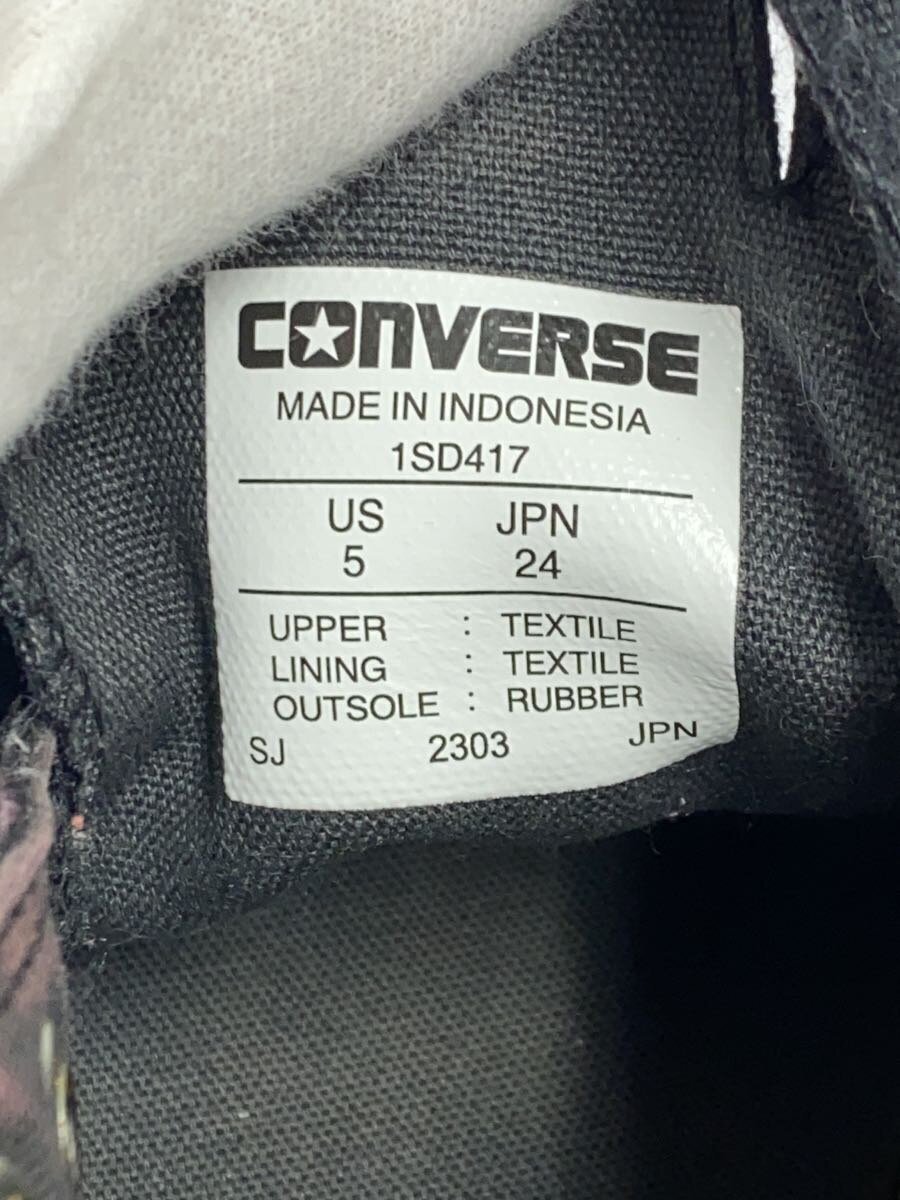 CONVERSE
MADE IN INDONESIA
1SD417
US JPN
5 24
UPPER : TEXTILE
LINING : TEXTILE
OUTSOLE : RUBBER
SJ 2303 JPN